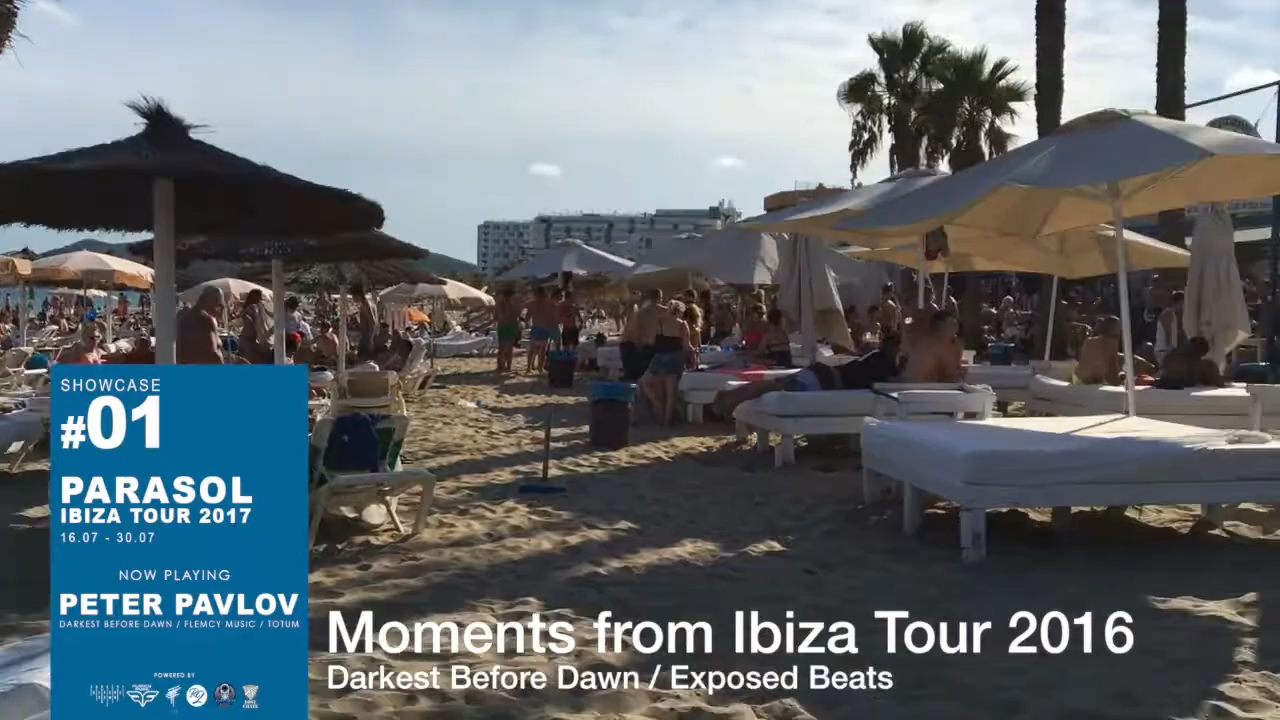 SHOWCASE
#01
PARASOL
IBIZA TOUR 2017
16.07 - 30.07
NOW PLAYING
PETER PAVLOV
DARKEST BEFORE DAWN / FLEMCY MUSIC / TOTUM
POWERED BY
Moments from Ibiza Tour 2016
Darkest Before Dawn / Exposed Beats